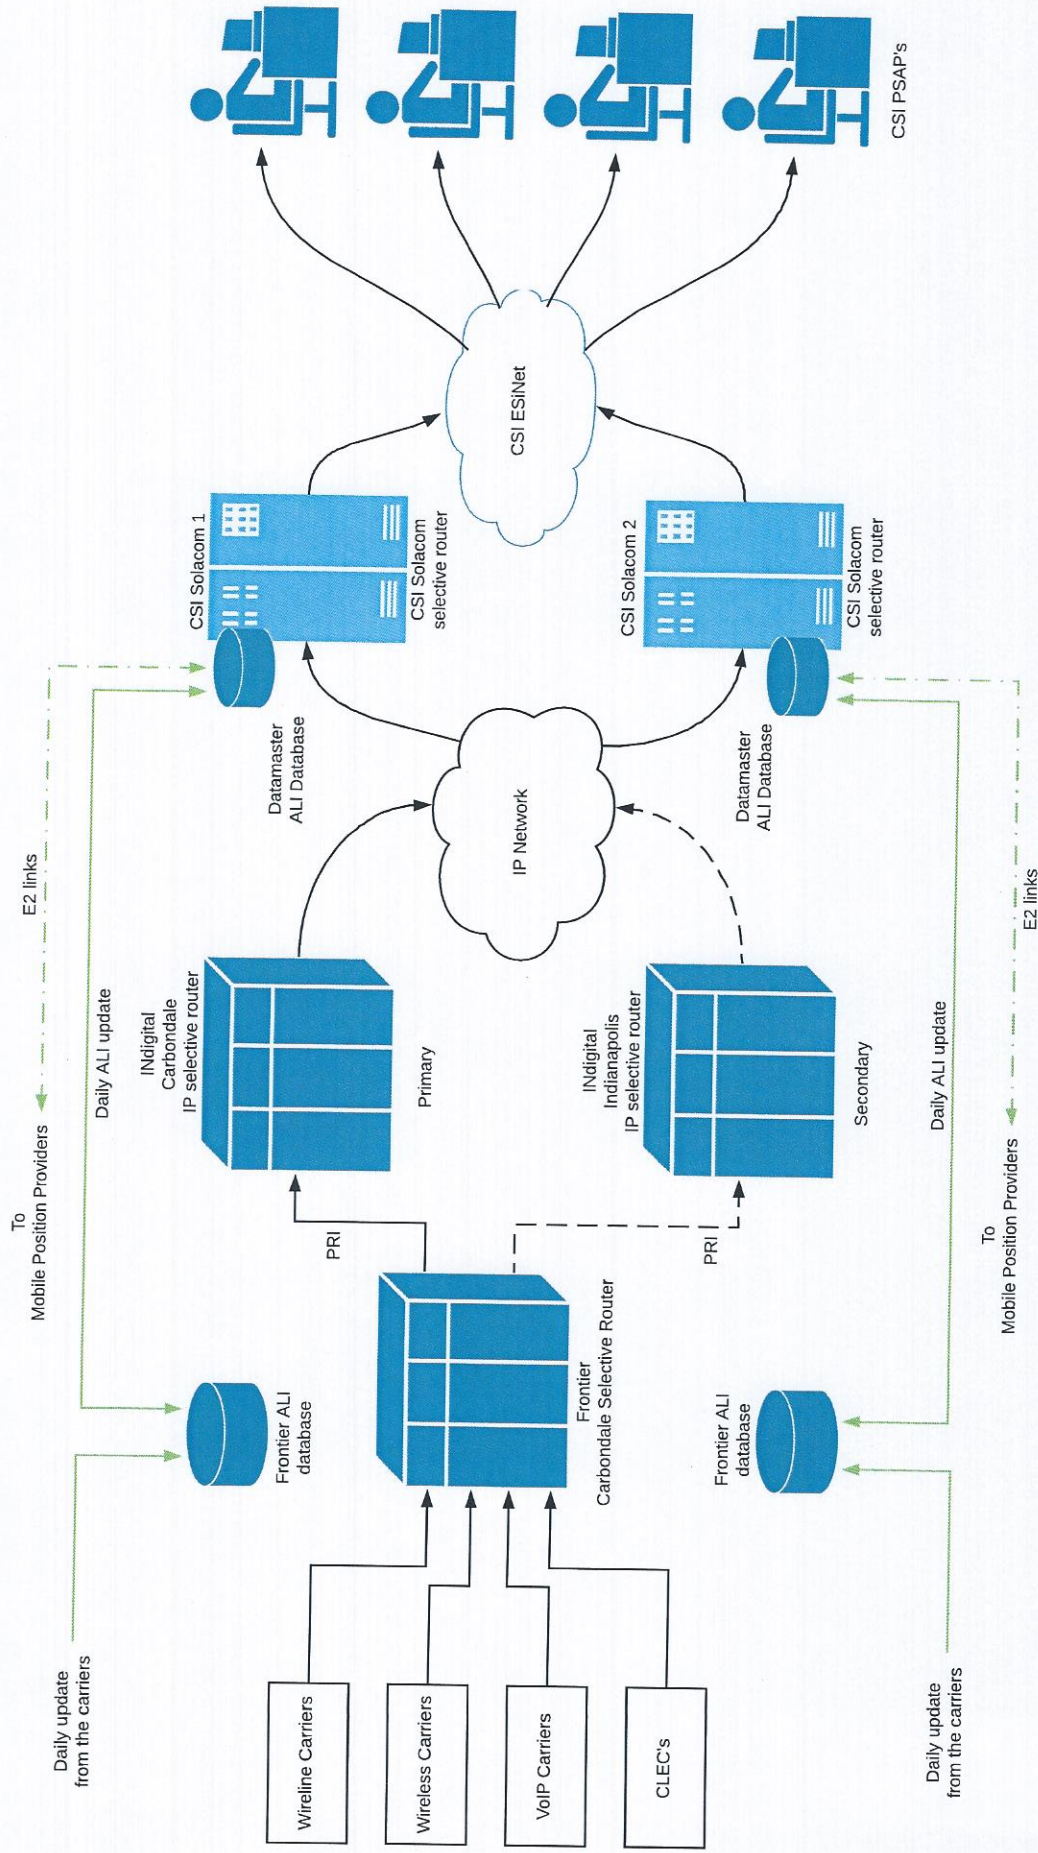 To
Mobile Position Providers
E2 links
Daily update
from the carriers
Daily ALI update
Frontier ALI
database
Datamaster
ALI Database
CSI Solacom 1
CSI Solacom
selective router
INdigital
Carbondale
IP selective router
Primary
PRI
Wireline Carriers
Wireless Carriers
VoIP Carriers
CLEC's
Frontier
Carbondale Selective Router
IP Network
CSI ESiNet
CSI PSAP's
PRI
INdigital
Indianapolis
IP selective router
Secondary
CSI Solacom 2
CSI Solacom
selective router
Datamaster
ALI Database
Frontier ALI
database
Daily update
from the carriers
Daily ALI update
To
Mobile Position Providers
E2 links